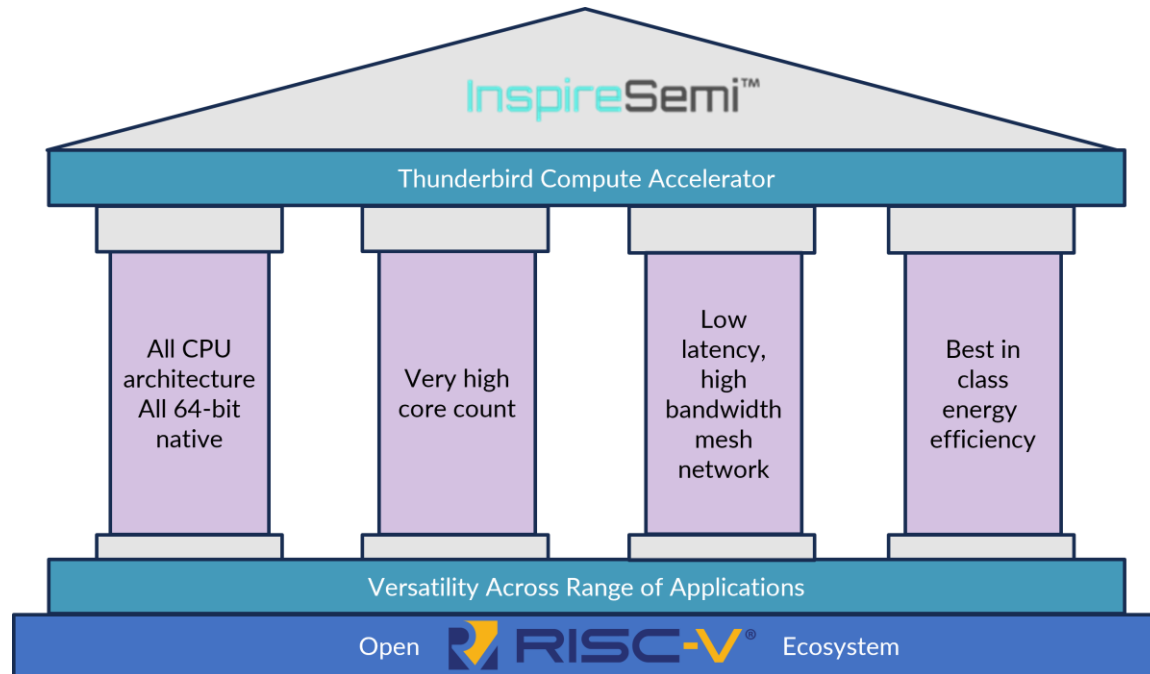 InspireSemi™
Thunderbird Compute Accelerator
All CPU
architecture
All 64-bit
native
Very high
core count
Low
latency,
high
bandwidth
mesh
network
Best in
class
energy
efficiency
Versatility Across Range of Applications
Open RISC-V® Ecosystem